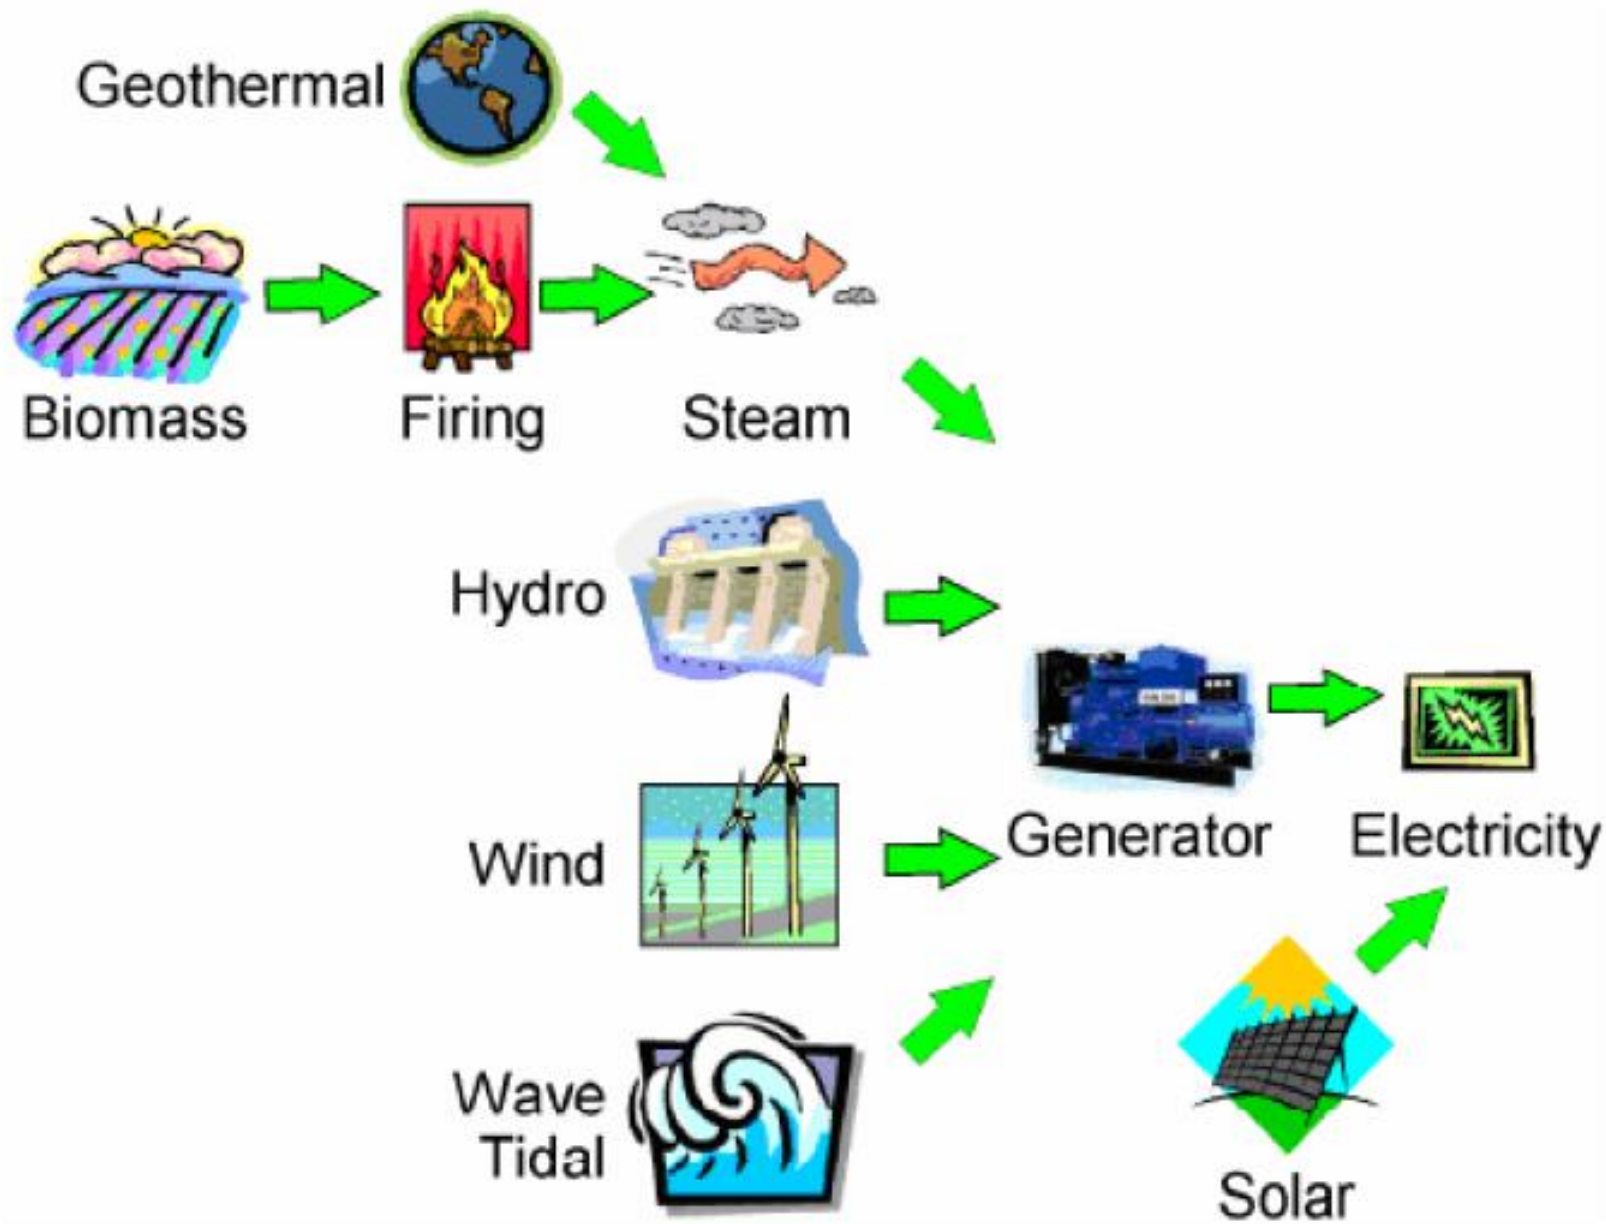 Geothermal
Biomass
Firing
Steam
Hydro
Wind
Generator
Electricity
Wave
Tidal
Solar